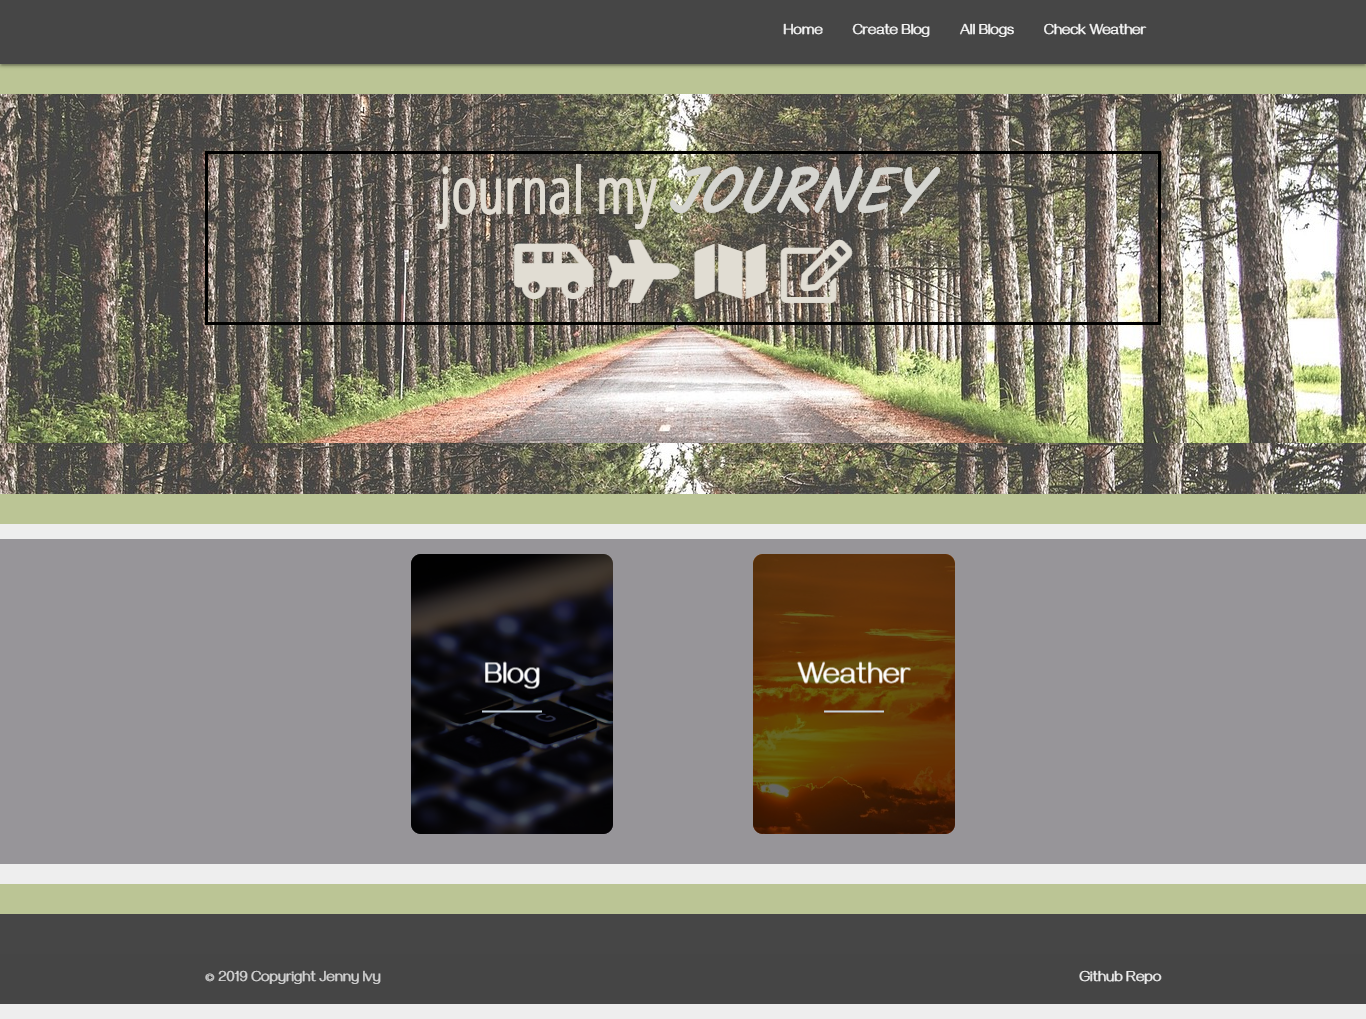 Home Create Blog All Blogs Check Weather
journal my JOURNEY
Blog
Weather
© 2019 Copyright Jenny Ivy
Github Repo